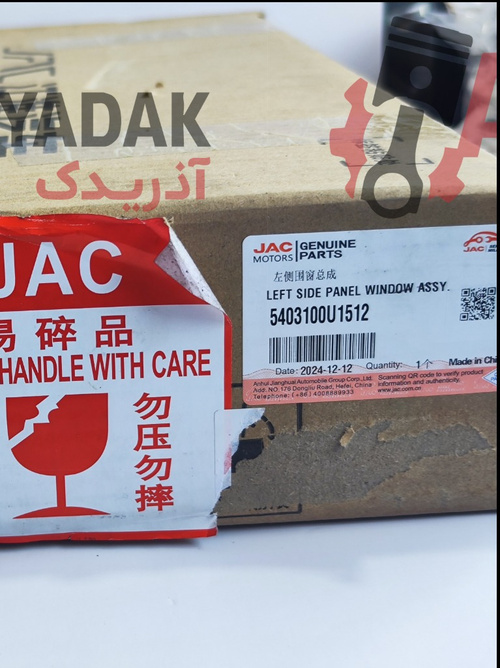 YADAK
آذریدک
JAC
易碎品
HANDLE WITH CARE
勿压勿摔
JAC MOTORS GENUINE PARTS
JAC
左侧围窗总成
LEFT SIDE PANEL WINDOW ASSY.
5403100U1512
Date: 2024-12-12 Quantity: 1个 Made in Chi
Anhui Jianghuai Automobile Group Corp., Ltd.
Add. NO.176 Dongliu Road, Hefei, China
Telephone: (+86) 4008889933
Scanning QR code to verify product
information and authenticity.
www.jac.com.cn